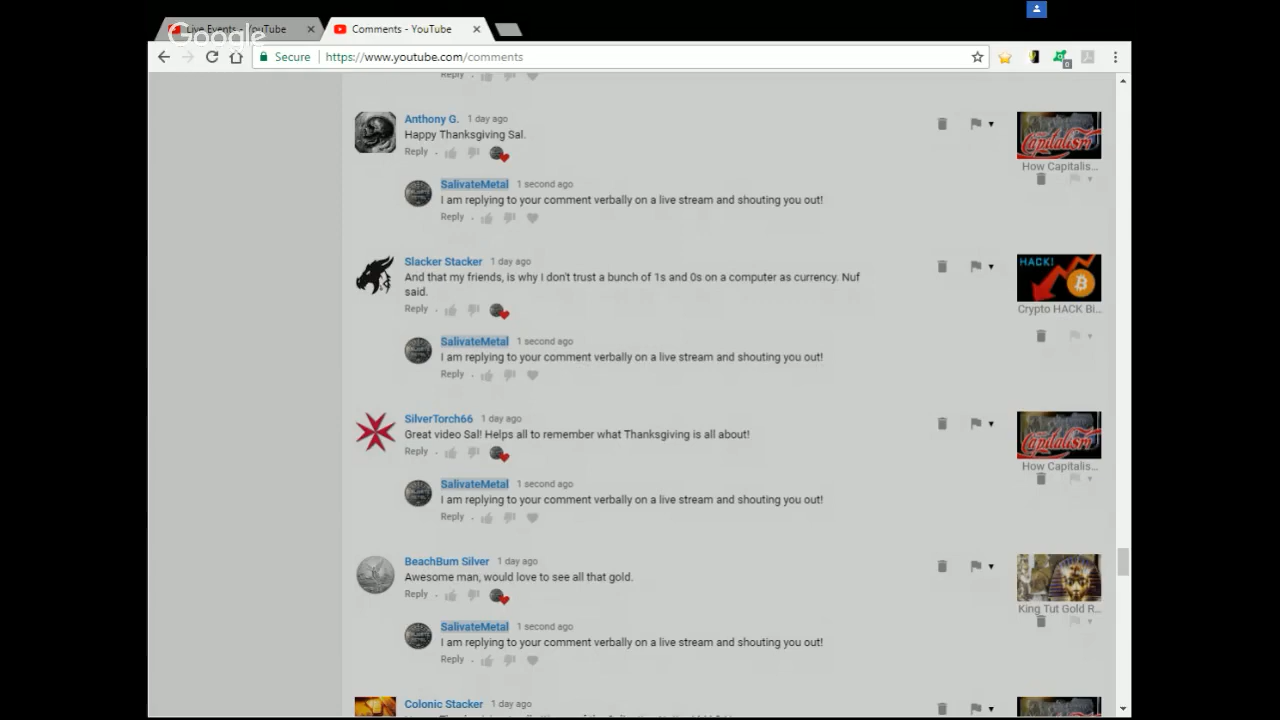 Live Events - YouTube
Comments - YouTube
Google
Secure
https://www.youtube.com/comments
Reply
Anthony G. 1 day ago
Happy Thanksgiving Sal.
Reply
Capitalism
How Capitalis...
SalivateMetal 1 second ago
I am replying to your comment verbally on a live stream and shouting you out!
Reply
Slacker Stacker 1 day ago
And that my friends, is why I don't trust a bunch of 1s and 0s on a computer as currency. Nuf
said.
Reply
HACK!
Crypto HACK Bi...
SalivateMetal 1 second ago
I am replying to your comment verbally on a live stream and shouting you out!
Reply
SilverTorch66 1 day ago
Great video Sal! Helps all to remember what Thanksgiving is all about!
Reply
Capitalism
How Capitalis...
SalivateMetal 1 second ago
I am replying to your comment verbally on a live stream and shouting you out!
Reply
BeachBum Silver 1 day ago
Awesome man, would love to see all that gold.
Reply
King Tut Gold R...
SalivateMetal 1 second ago
I am replying to your comment verbally on a live stream and shouting you out!
Reply
Colonic Stacker 1 day ago